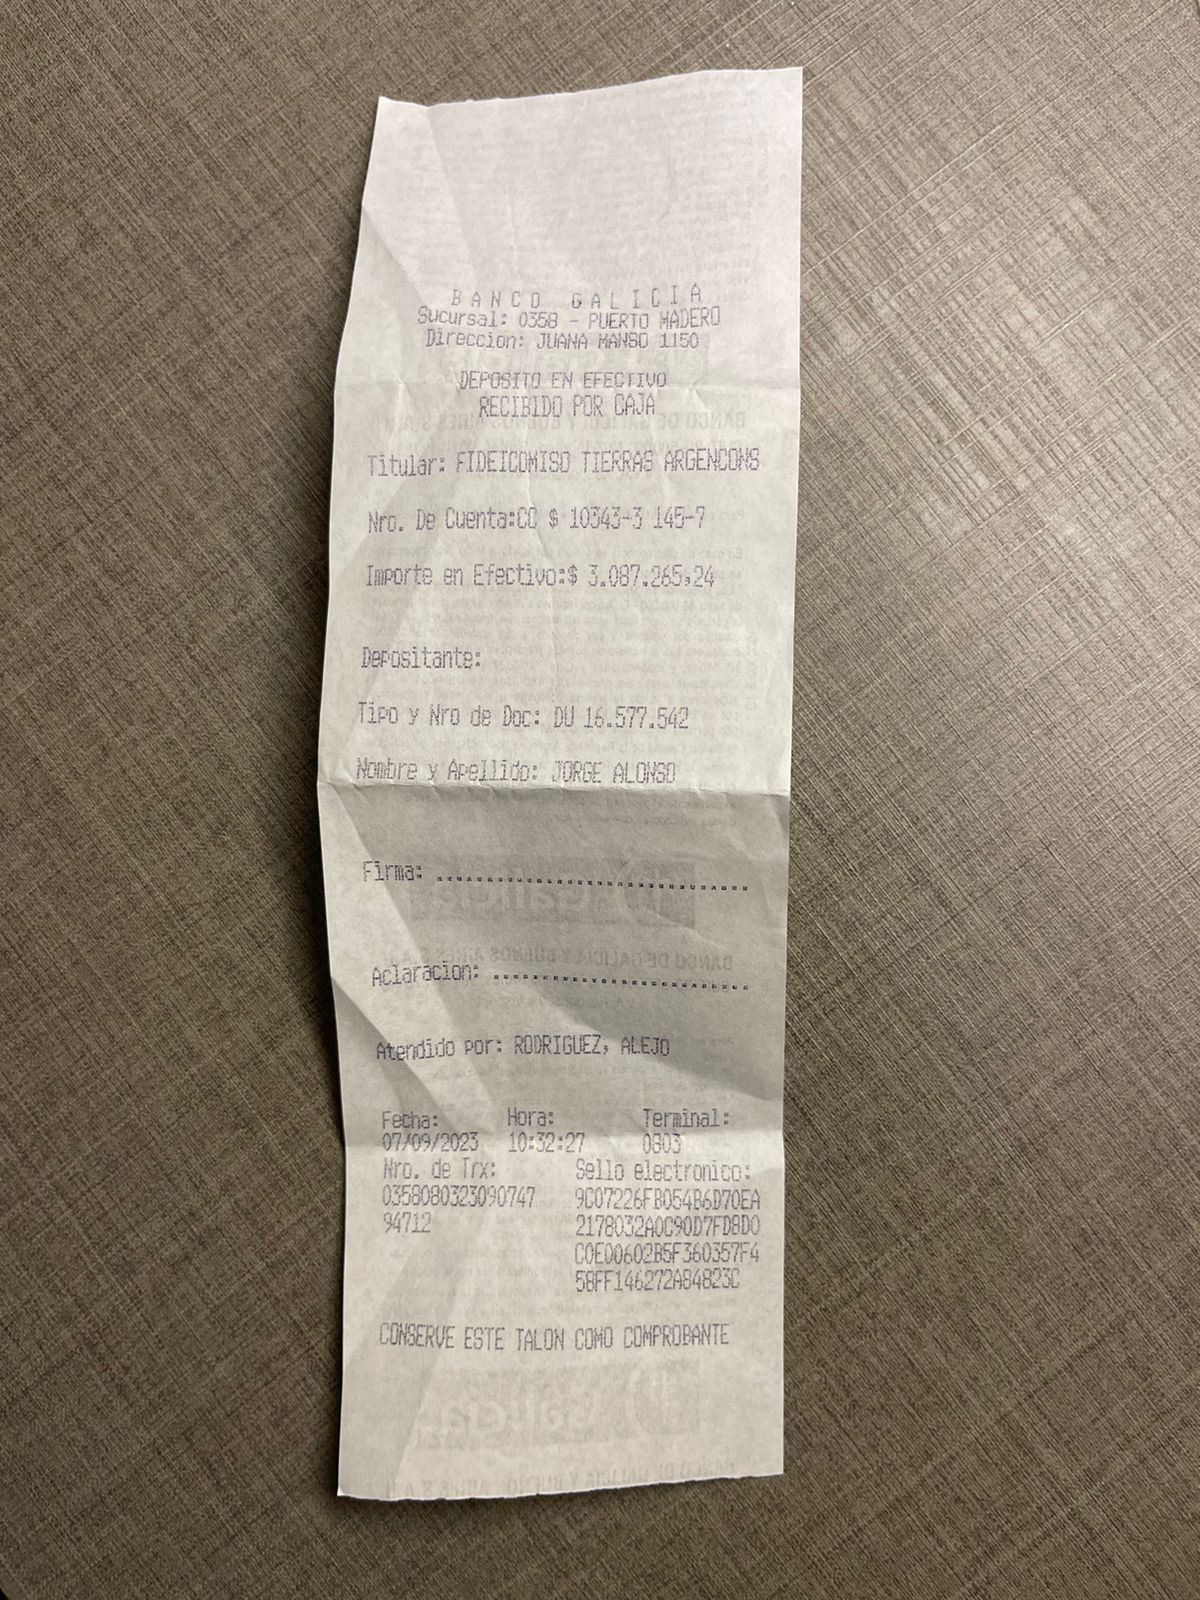 BANCO GALICIA
Sucursal: 0358 - PUERTO MADERO
Direccion: JUANA MANSO 1150
DEPOSITO EN EFECTIVO
RECIBIDO POR CAJA
Titular: FIDEICOMISO TIERRAS ARGENCONS
Nro. De Cuenta:CC $ 10343-3 145-7
Importe en Efectivo:$ 3.087.265,24
Depositante:
Tipo y Nro de Doc: DU 16.577.542
Nombre y Apellido: JORGE ALONSO
Firma: ..............................
Aclaracion: ..........................
Atendido por: RODRIGUEZ, ALEJO
Fecha: Hora: Terminal:
07/09/2023 10:32:27 0803
Nro. de Trx: Sello electronico:
0358080323090747 9C07226FB054B6D70EA
94712 2178032A0C90D7FD8D0
C0E00602B5F360357F4
58FF146272A84823C
CONSERVE ESTE TALON COMO COMPROBANTE